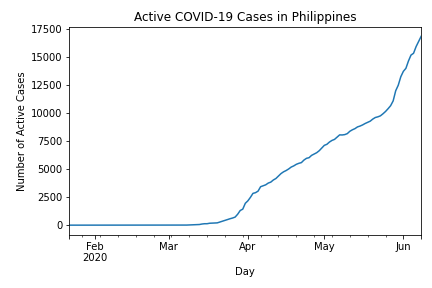 Active COVID-19 Cases in Philippines
17500
15000
12500
10000
7500
5000
2500
0
Number of Active Cases
Feb
2020
Mar
Apr
May
Jun
Day